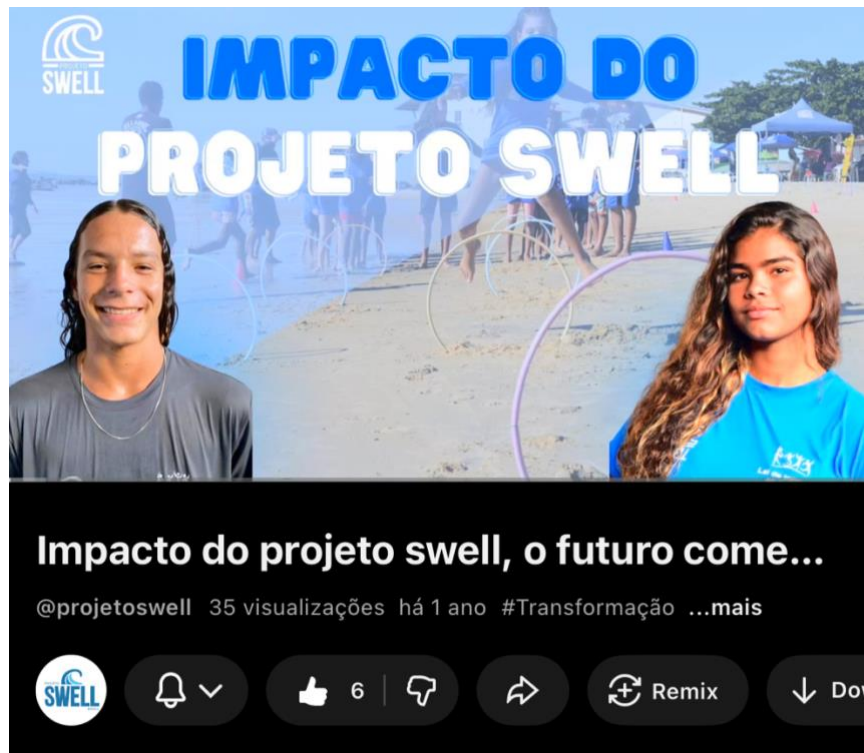 SWELL
IMPACTO DO
PROJETO SWELL
Impacto do projeto swell, o futuro come...
@projetoswell 35 visualizações há 1 ano #Transformação ...mais
SWELL
6
Remix
Dow